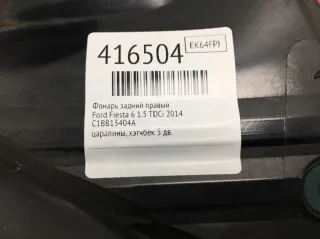 416504
EK64FPJ
Фонарь задний правый
Ford Fiesta 6 1.5 TDCi 2014
C1BB13404A
царапины, хэтчбек 5 дв.